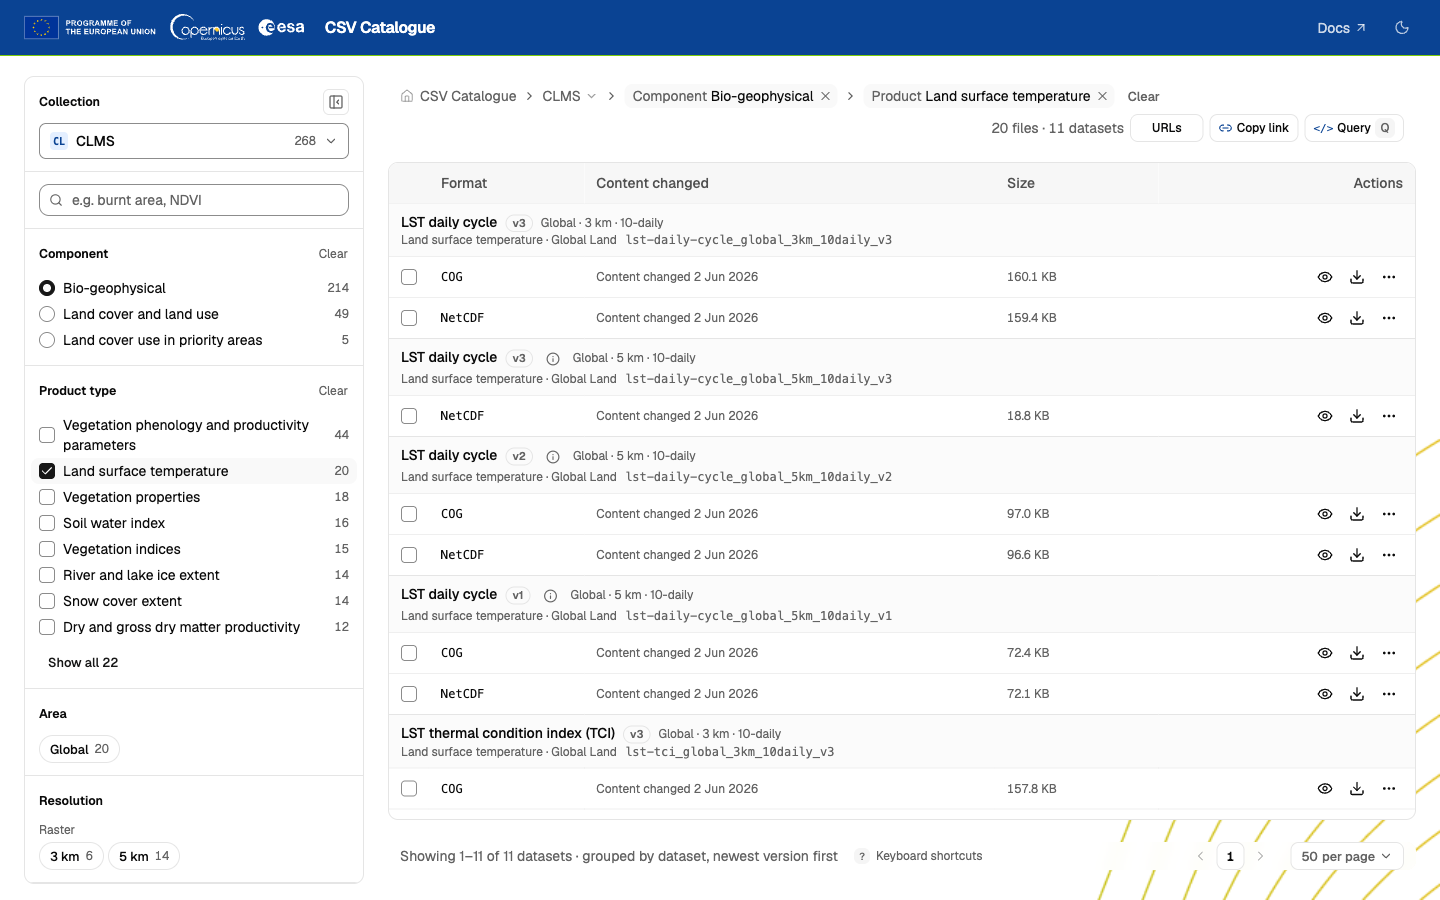 PROGRAMME OF
THE EUROPEAN UNION
opernicus
esa
CSV Catalogue
Docs
Collection
CL CLMS 268
e.g. burnt area, NDVI
Component Clear
Bio-geophysical 214
Land cover and land use 49
Land cover use in priority areas 5
Product type Clear
Vegetation phenology and productivity
parameters 44
Land surface temperature 20
Vegetation properties 18
Soil water index 16
Vegetation indices 15
River and lake ice extent 14
Snow cover extent 14
Dry and gross dry matter productivity 12
Show all 22
Area
Global 20
Resolution
Raster
3 km 6 5 km 14
CSV Catalogue CLMS Component Bio-geophysical Product Land surface temperature Clear
20 files · 11 datasets URLs Copy link </> Query Q
Format Content changed Size Actions
LST daily cycle v3 Global · 3 km · 10-daily
Land surface temperature · Global Land lst-daily-cycle_global_3km_10daily_v3
COG Content changed 2 Jun 2026 160.1 KB
NetCDF Content changed 2 Jun 2026 159.4 KB
LST daily cycle v3 Global · 5 km · 10-daily
Land surface temperature · Global Land lst-daily-cycle_global_5km_10daily_v3
NetCDF Content changed 2 Jun 2026 18.8 KB
LST daily cycle v2 Global · 5 km · 10-daily
Land surface temperature · Global Land lst-daily-cycle_global_5km_10daily_v2
COG Content changed 2 Jun 2026 97.0 KB
NetCDF Content changed 2 Jun 2026 96.6 KB
LST daily cycle v1 Global · 5 km · 10-daily
Land surface temperature · Global Land lst-daily-cycle_global_5km_10daily_v1
COG Content changed 2 Jun 2026 72.4 KB
NetCDF Content changed 2 Jun 2026 72.1 KB
LST thermal condition index (TCI) v3 Global · 3 km · 10-daily
Land surface temperature · Global Land lst-tci_global_3km_10daily_v3
COG Content changed 2 Jun 2026 157.8 KB
Showing 1–11 of 11 datasets · grouped by dataset, newest version first ? Keyboard shortcuts
1 50 per page